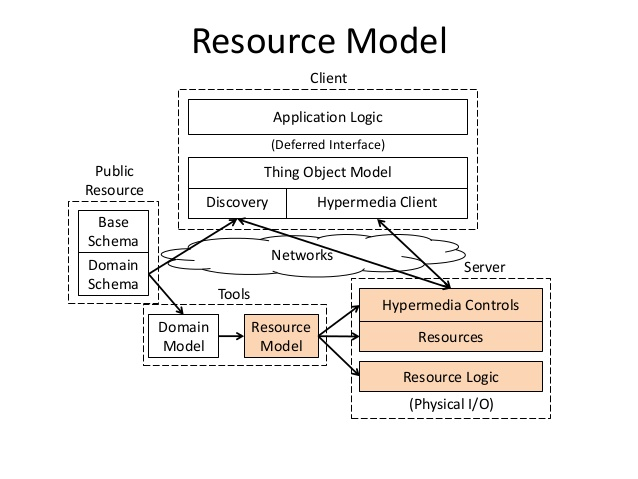 Resource Model
Client
Application Logic
(Deferred Interface)
Thing Object Model
Discovery
Hypermedia Client
Public
Resource
Base
Schema
Domain
Schema
Networks
Server
Tools
Domain
Model
Resource
Model
Hypermedia Controls
Resources
Resource Logic
(Physical I/O)